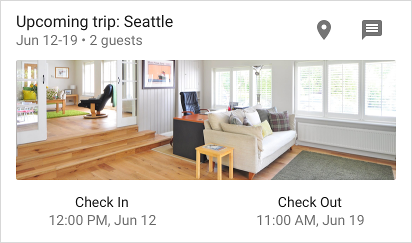 Upcoming trip: Seattle
Jun 12-19 • 2 guests
Check In
12:00 PM, Jun 12
Check Out
11:00 AM, Jun 19